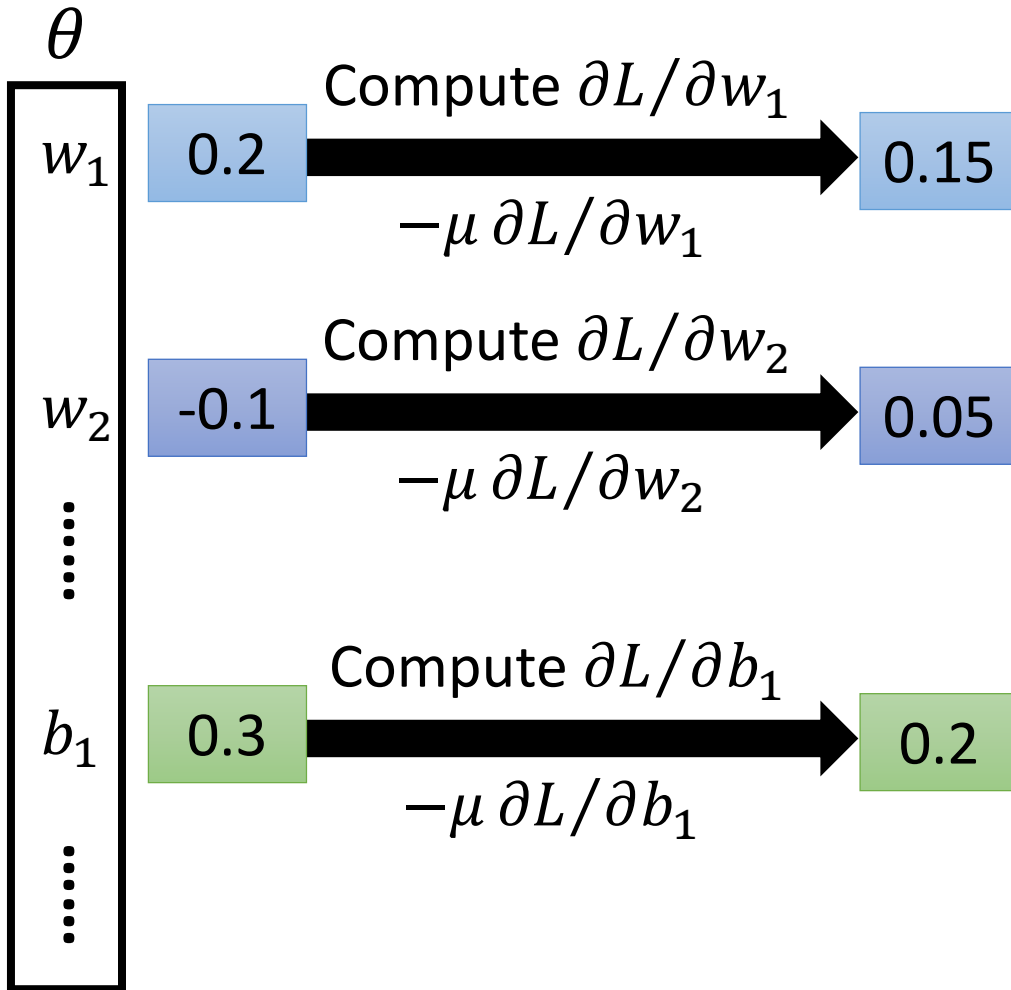 θ
Compute ∂L/∂w₁
w₁
0.2
0.15
−μ ∂L/∂w₁
Compute ∂L/∂w₂
w₂
-0.1
0.05
−μ ∂L/∂w₂
......
Compute ∂L/∂b₁
b₁
0.3
0.2
−μ ∂L/∂b₁
......